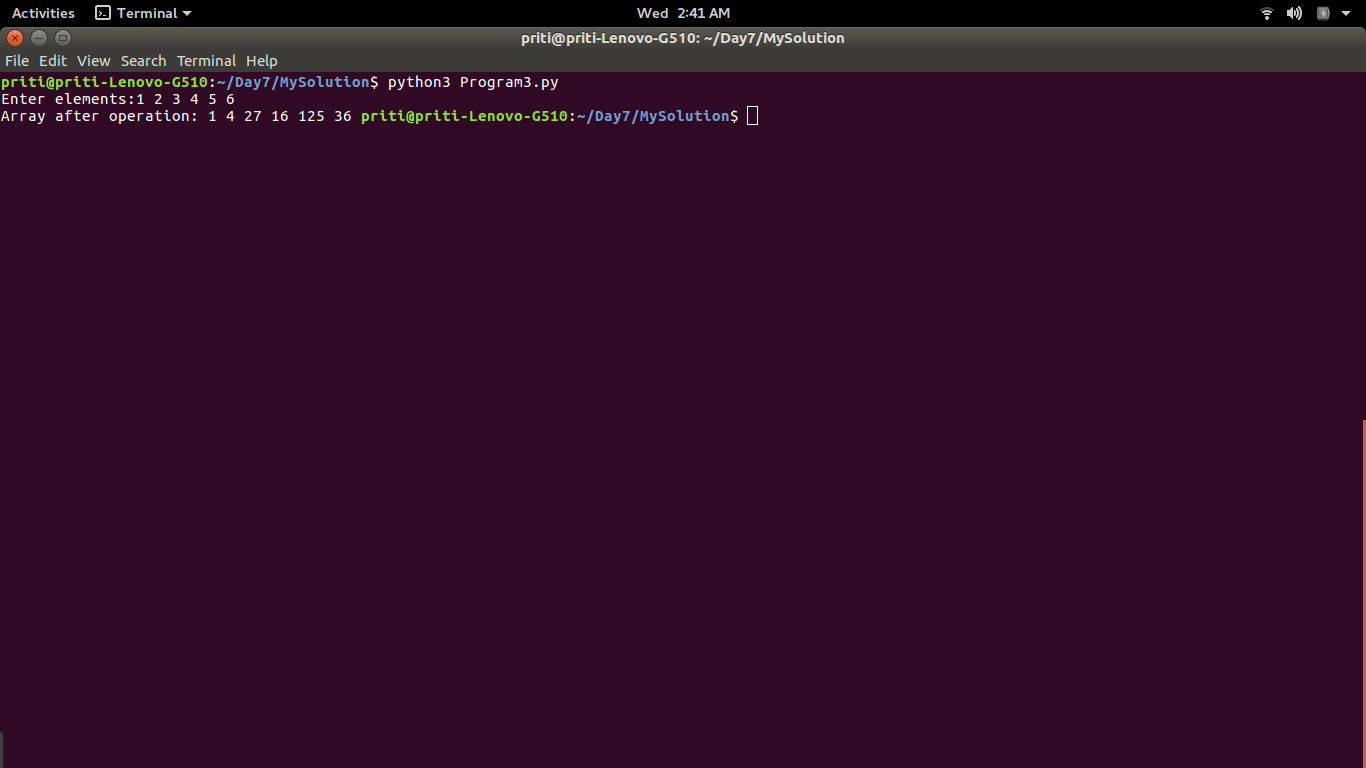 Activities Terminal Wed 2:41 AM
priti@priti-Lenovo-G510: ~/Day7/MySolution
File Edit View Search Terminal Help
priti@priti-Lenovo-G510:~/Day7/MySolution$ python3 Program3.py
Enter elements:1 2 3 4 5 6
Array after operation: 1 4 27 16 125 36 priti@priti-Lenovo-G510:~/Day7/MySolution$